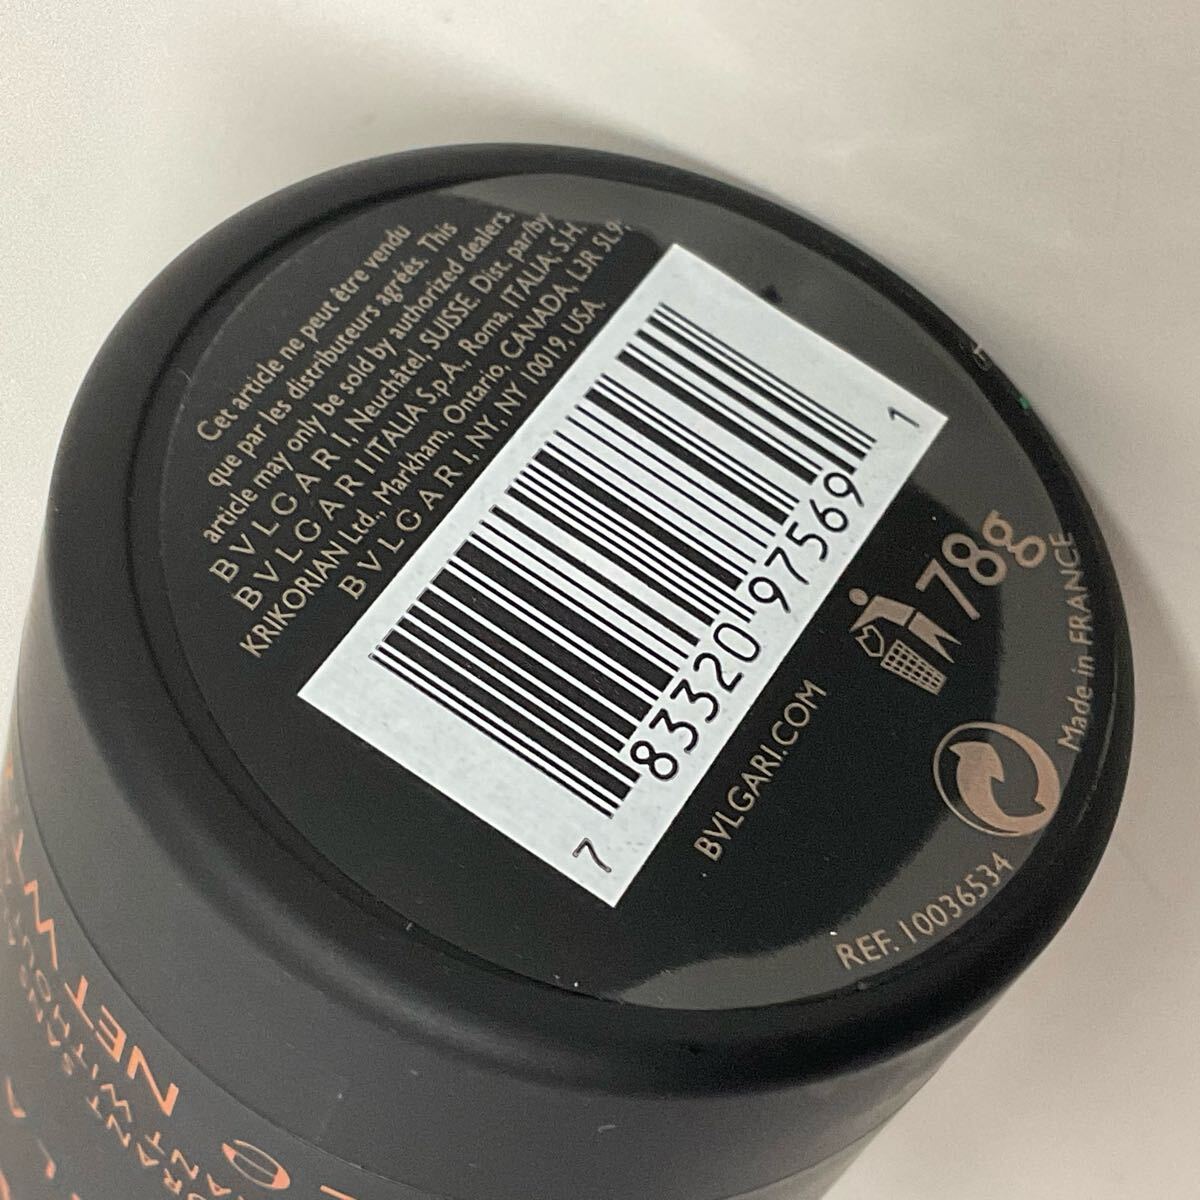 Cet article ne peut être vendu
que par les distributeurs agréés. This
article may only be sold by authorized dealers.
BVLGARI, Neuchâtel, SUISSE. Dist. par/by
BVLGARI ITALIA S.p.A., Roma, ITALIA; S.H.
KRIKORIAN Ltd., Markham, Ontario, CANADA, L3R 5L9;
BVLGARI, NY, NY 10019, USA.
7 83320 97569 1
BVLGARI.COM
78g
Made in FRANCE
REF. 10036534
NET WT